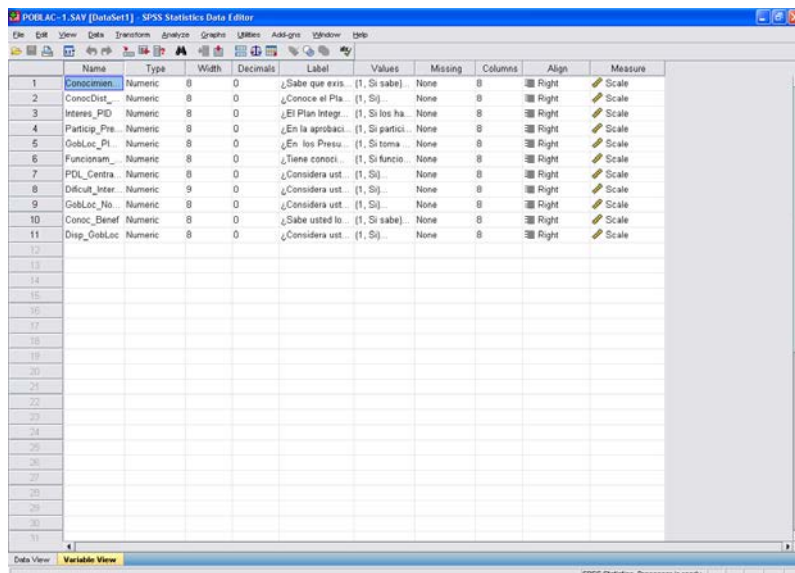 POBLAC~1.SAV [DataSet1] - SPSS Statistics Data Editor
File Edit View Data Transform Analyze Graphs Utilities Add-ons Window Help
Name Type Width Decimals Label Values Missing Columns Align Measure
1 Conocimien... Numeric 8 0 ¿Sabe que exis... {1, Si sabe}... None 8 Right Scale
2 ConocDist_... Numeric 8 0 ¿Conoce el Pla... {1, Si}... None 8 Right Scale
3 Interes_PID Numeric 8 0 ¿El Plan Integr... {1, Si los ha... None 8 Right Scale
4 Particip_Pre... Numeric 8 0 ¿En la aprobaci... {1, Si partici... None 8 Right Scale
5 GobLoc_Pl... Numeric 8 0 ¿En los Presu... {1, Si toma ... None 8 Right Scale
6 Funcionam_... Numeric 8 0 ¿Tiene conoci... {1, Si funcio... None 8 Right Scale
7 PDL_Centra... Numeric 8 0 ¿Considera ust... {1, Si}... None 8 Right Scale
8 Dificult_Inter... Numeric 9 0 ¿Considera ust... {1, Si}... None 8 Right Scale
9 GobLoc_No... Numeric 8 0 ¿Considera ust... {1, Si}... None 8 Right Scale
10 Conoc_Benef Numeric 8 0 ¿Sabe usted lo... {1, Si sabe}... None 8 Right Scale
11 Disp_GobLoc Numeric 8 0 ¿Considera ust... {1, Si}... None 8 Right Scale
12
13
14
15
16
17
18
19
20
21
22
23
24
25
26
27
28
29
30
31
Data View Variable View
SPSS Statistics Processor is ready